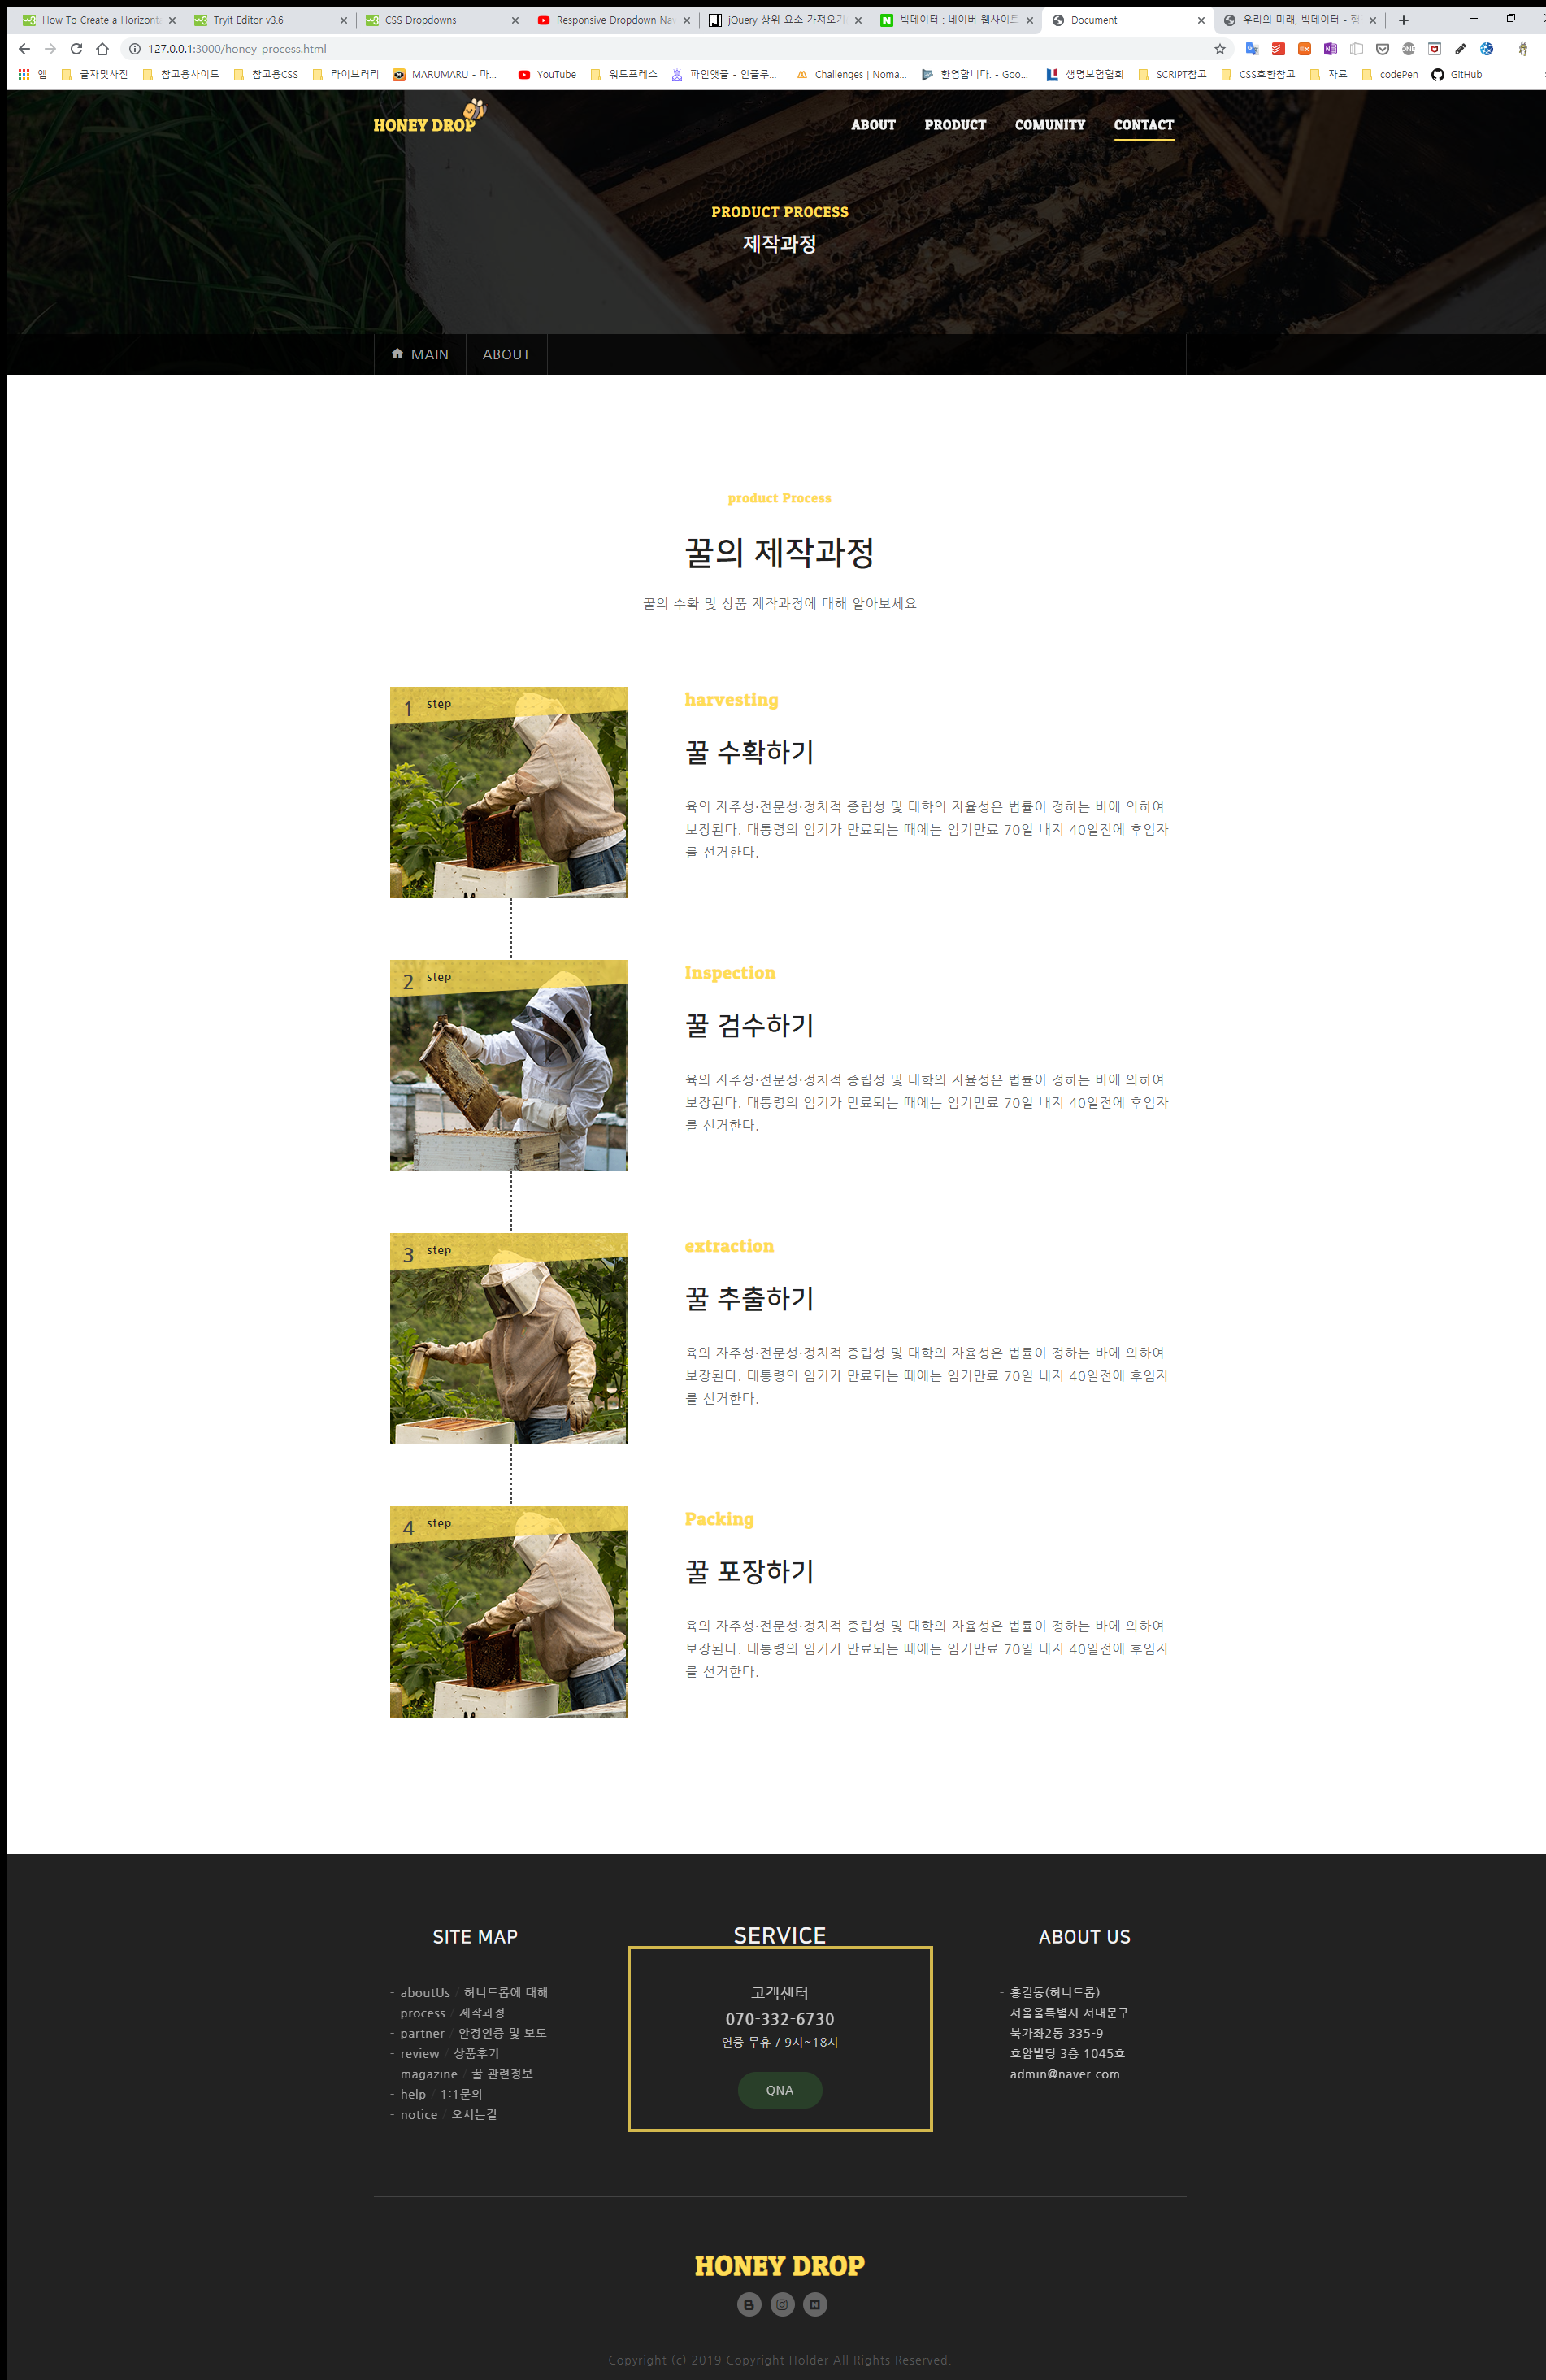 How To Create a Horizonta
Tryit Editor v3.6
CSS Dropdowns
Responsive Dropdown Nav
jQuery 상위 요소 가져오기
빅데이터 : 네이버 웹사이트
Document
우리의 미래, 빅데이터 - 평
127.0.0.1:3000/honey_process.html
앱
글자및사진
참고용사이트
참고용CSS
라이브러리
MARUMARU - 마...
YouTube
워드프레스
파인앳플 - 인플루...
Challenges | Noma...
환영합니다. - Goo...
생명보험협회
SCRIPT참고
CSS호환참고
자료
codePen
GitHub
HONEY DROP
ABOUT
PRODUCT
COMUNITY
CONTACT
PRODUCT PROCESS
제작과정
MAIN
ABOUT
product Process
꿀의 제작과정
꿀의 수확 및 상품 제작과정에 대해 알아보세요
1 step
harvesting
꿀 수확하기
육의 자주성·전문성·정치적 중립성 및 대학의 자율성은 법률이 정하는 바에 의하여
보장된다. 대통령의 임기가 만료되는 때에는 임기만료 70일 내지 40일전에 후임자
를 선거한다.
2 step
Inspection
꿀 검수하기
육의 자주성·전문성·정치적 중립성 및 대학의 자율성은 법률이 정하는 바에 의하여
보장된다. 대통령의 임기가 만료되는 때에는 임기만료 70일 내지 40일전에 후임자
를 선거한다.
3 step
extraction
꿀 추출하기
육의 자주성·전문성·정치적 중립성 및 대학의 자율성은 법률이 정하는 바에 의하여
보장된다. 대통령의 임기가 만료되는 때에는 임기만료 70일 내지 40일전에 후임자
를 선거한다.
4 step
Packing
꿀 포장하기
육의 자주성·전문성·정치적 중립성 및 대학의 자율성은 법률이 정하는 바에 의하여
보장된다. 대통령의 임기가 만료되는 때에는 임기만료 70일 내지 40일전에 후임자
를 선거한다.
SITE MAP
- aboutUs / 허니드롭에 대해
- process / 제작과정
- partner / 안정인증 및 보도
- review / 상품후기
- magazine / 꿀 관련정보
- help / 1:1문의
- notice / 오시는길
SERVICE
고객센터
070-332-6730
연중 무휴 / 9시~18시
QNA
ABOUT US
- 홍길동(허니드롭)
- 서울울특별시 서대문구
북가좌2동 335-9
호암빌딩 3층 1045호
- admin@naver.com
HONEY DROP
Copyright (c) 2019 Copyright Holder All Rights Reserved.